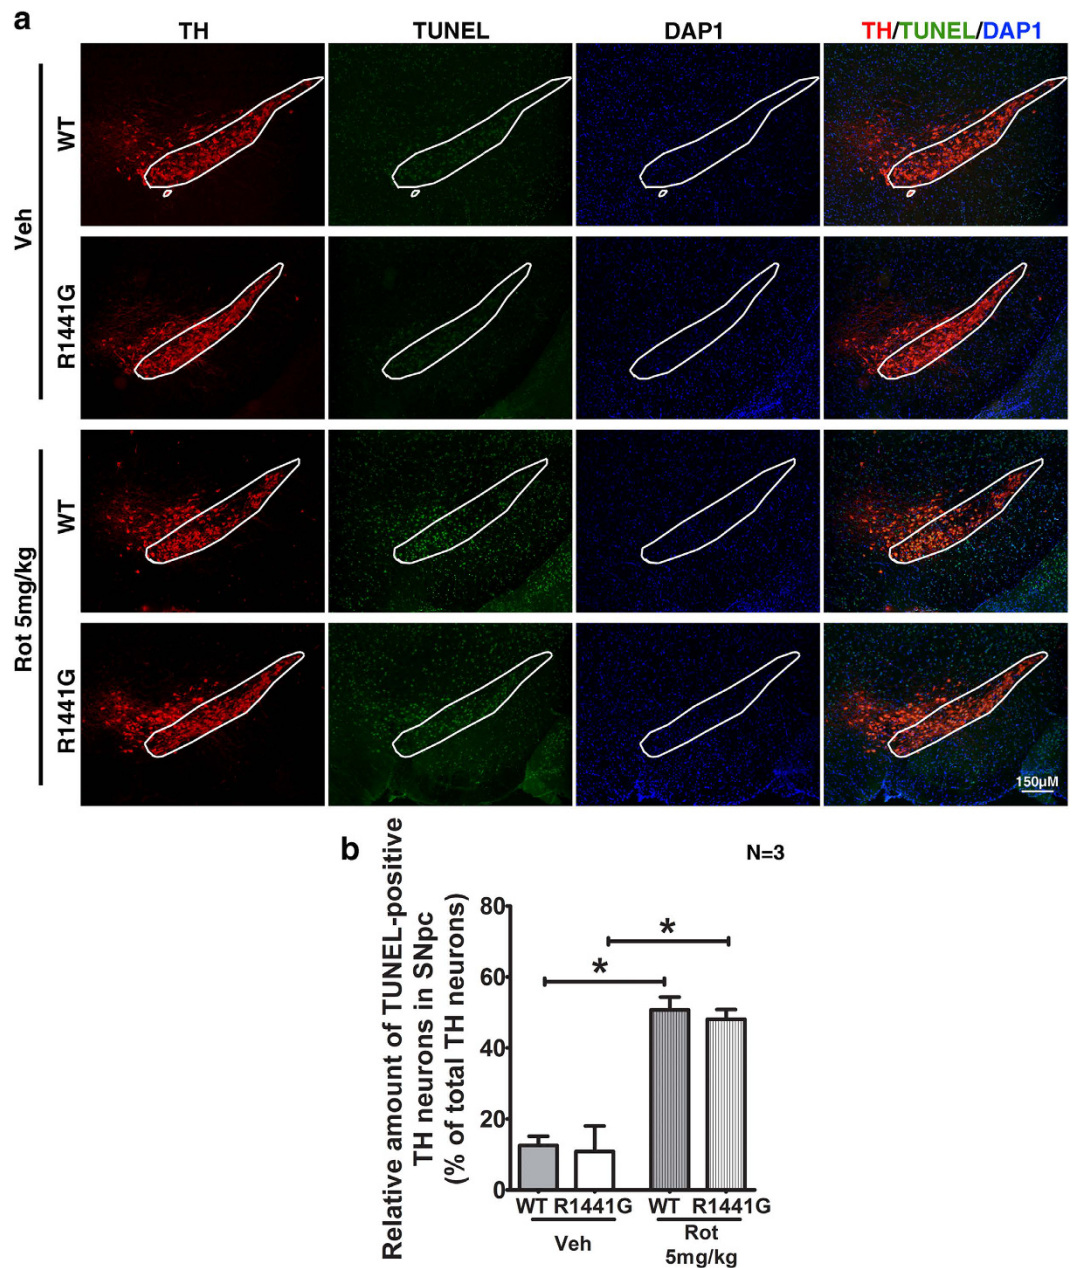 a
TH TUNEL DAP1 TH/TUNEL/DAP1
Veh
WT
R1441G
Rot 5mg/kg
WT
R1441G
150μM
b
N=3
Relative amount of TUNEL-positive
TH neurons in SNpc
(% of total TH neurons)
80
60
40
20
0
*
*
WT R1441G WT R1441G
Veh
Rot
5mg/kg